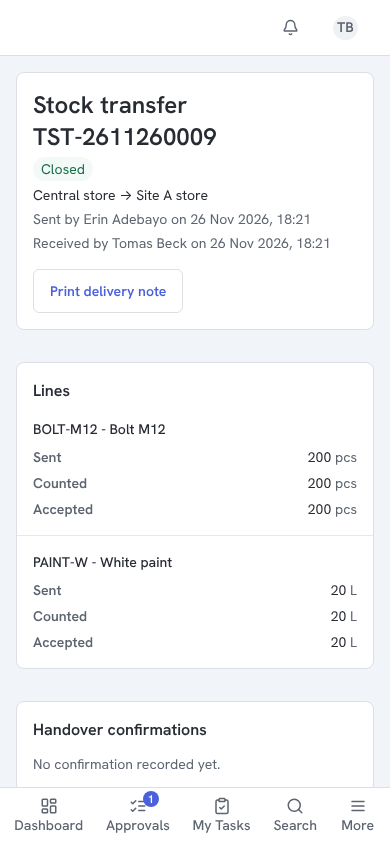 TB
Stock transfer
TST-2611260009
Closed
Central store → Site A store
Sent by Erin Adebayo on 26 Nov 2026, 18:21
Received by Tomas Beck on 26 Nov 2026, 18:21
Print delivery note
Lines
BOLT-M12 - Bolt M12
Sent 200 pcs
Counted 200 pcs
Accepted 200 pcs
PAINT-W - White paint
Sent 20 L
Counted 20 L
Accepted 20 L
Handover confirmations
No confirmation recorded yet.
1
Dashboard Approvals My Tasks Search More